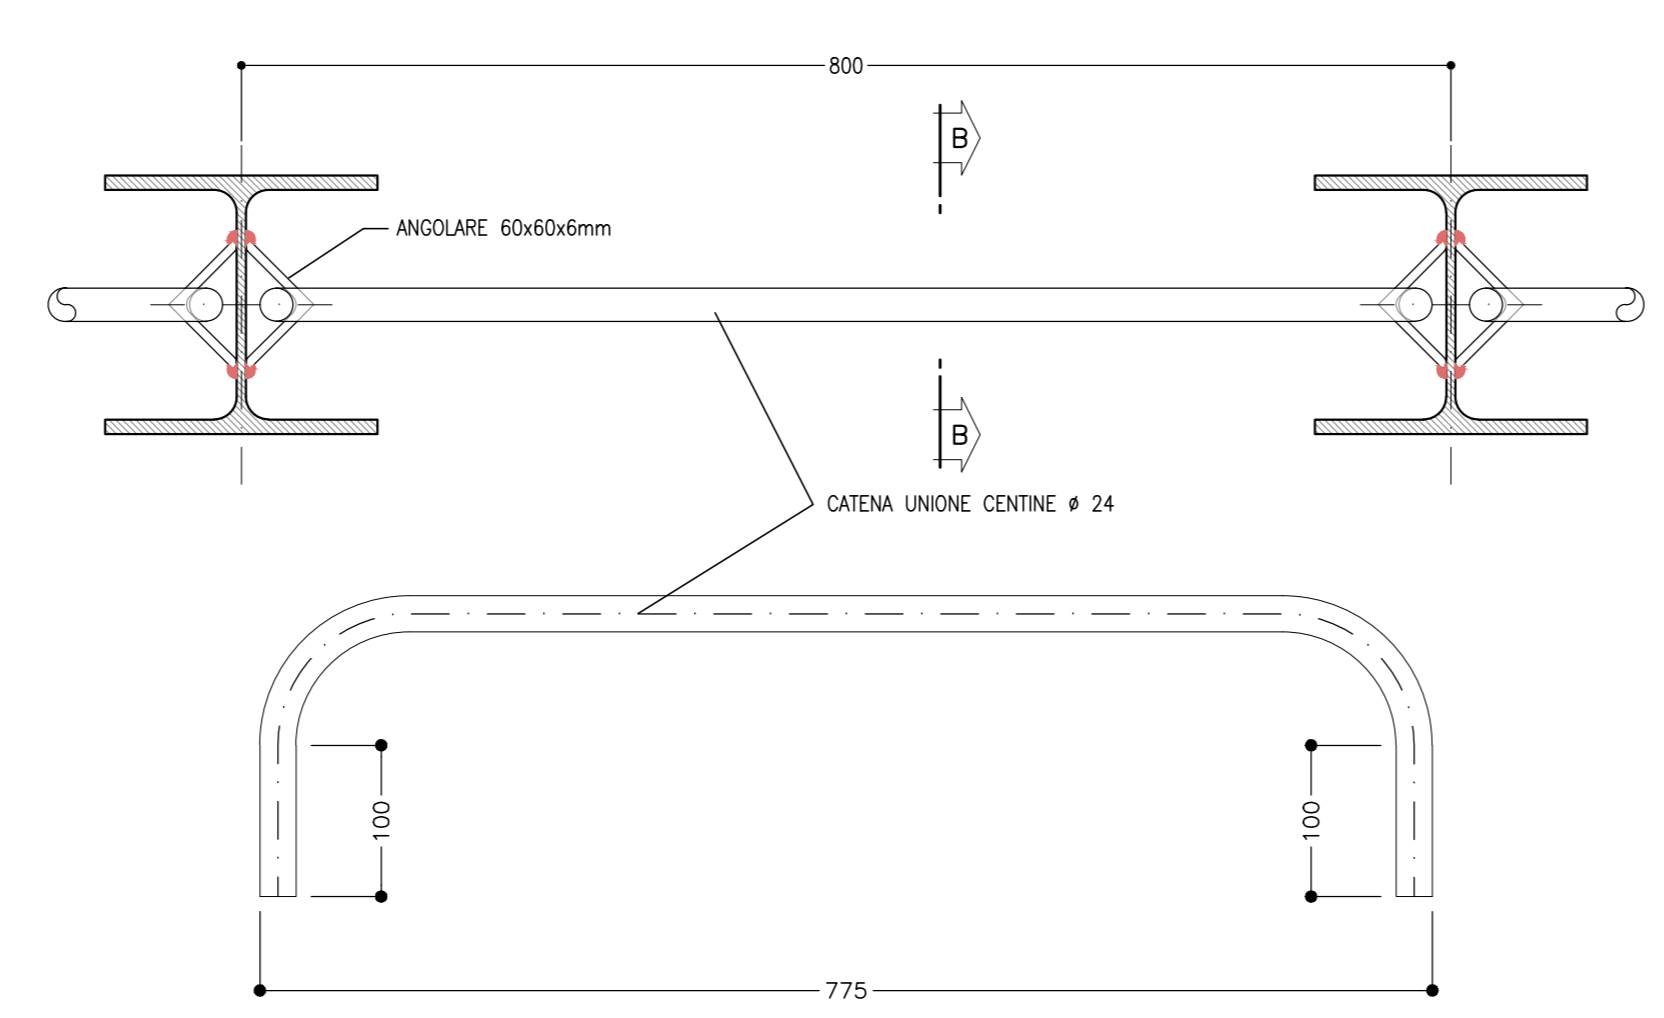 800
B
ANGOLARE 60x60x6mm
B
CATENA UNIONE CENTINE ø 24
100
100
775